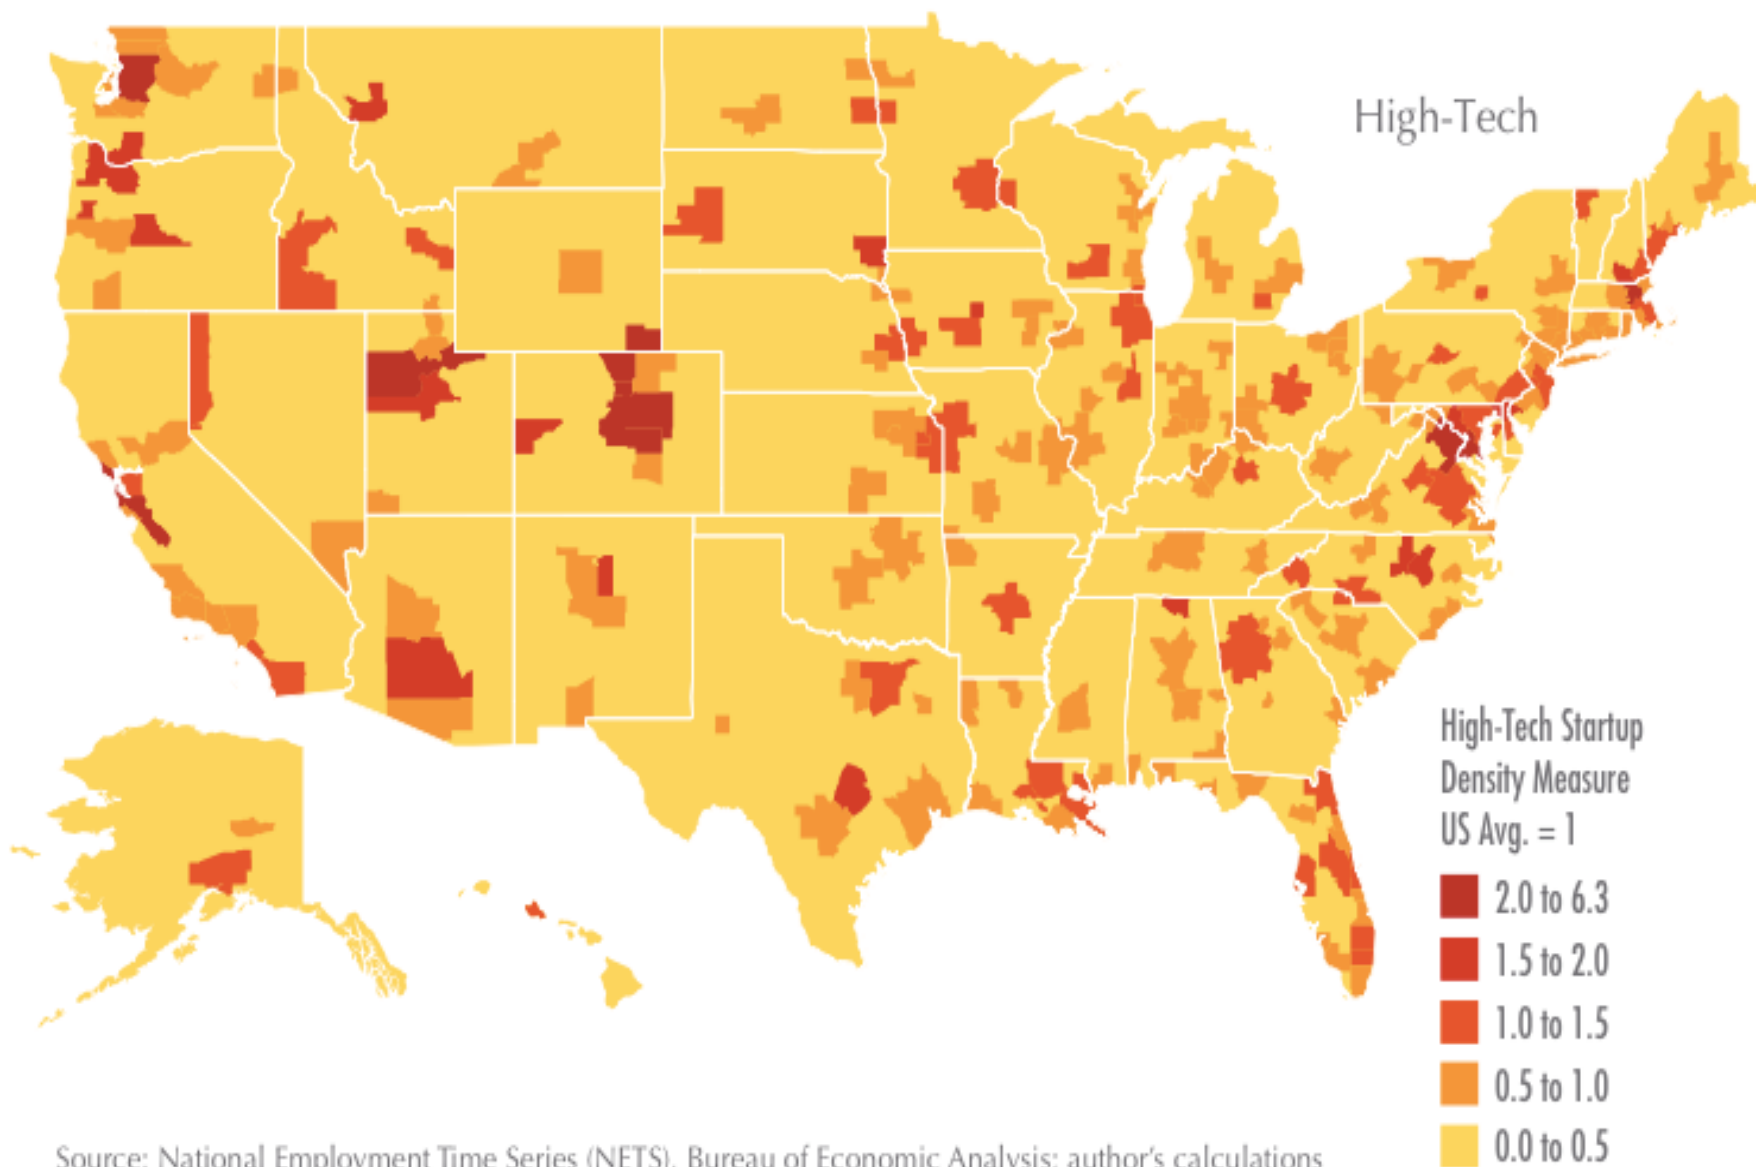 High-Tech
High-Tech Startup
Density Measure
US Avg. = 1
2.0 to 6.3
1.5 to 2.0
1.0 to 1.5
0.5 to 1.0
0.0 to 0.5
Source: National Employment Time Series (NETS), Bureau of Economic Analysis; author's calculations